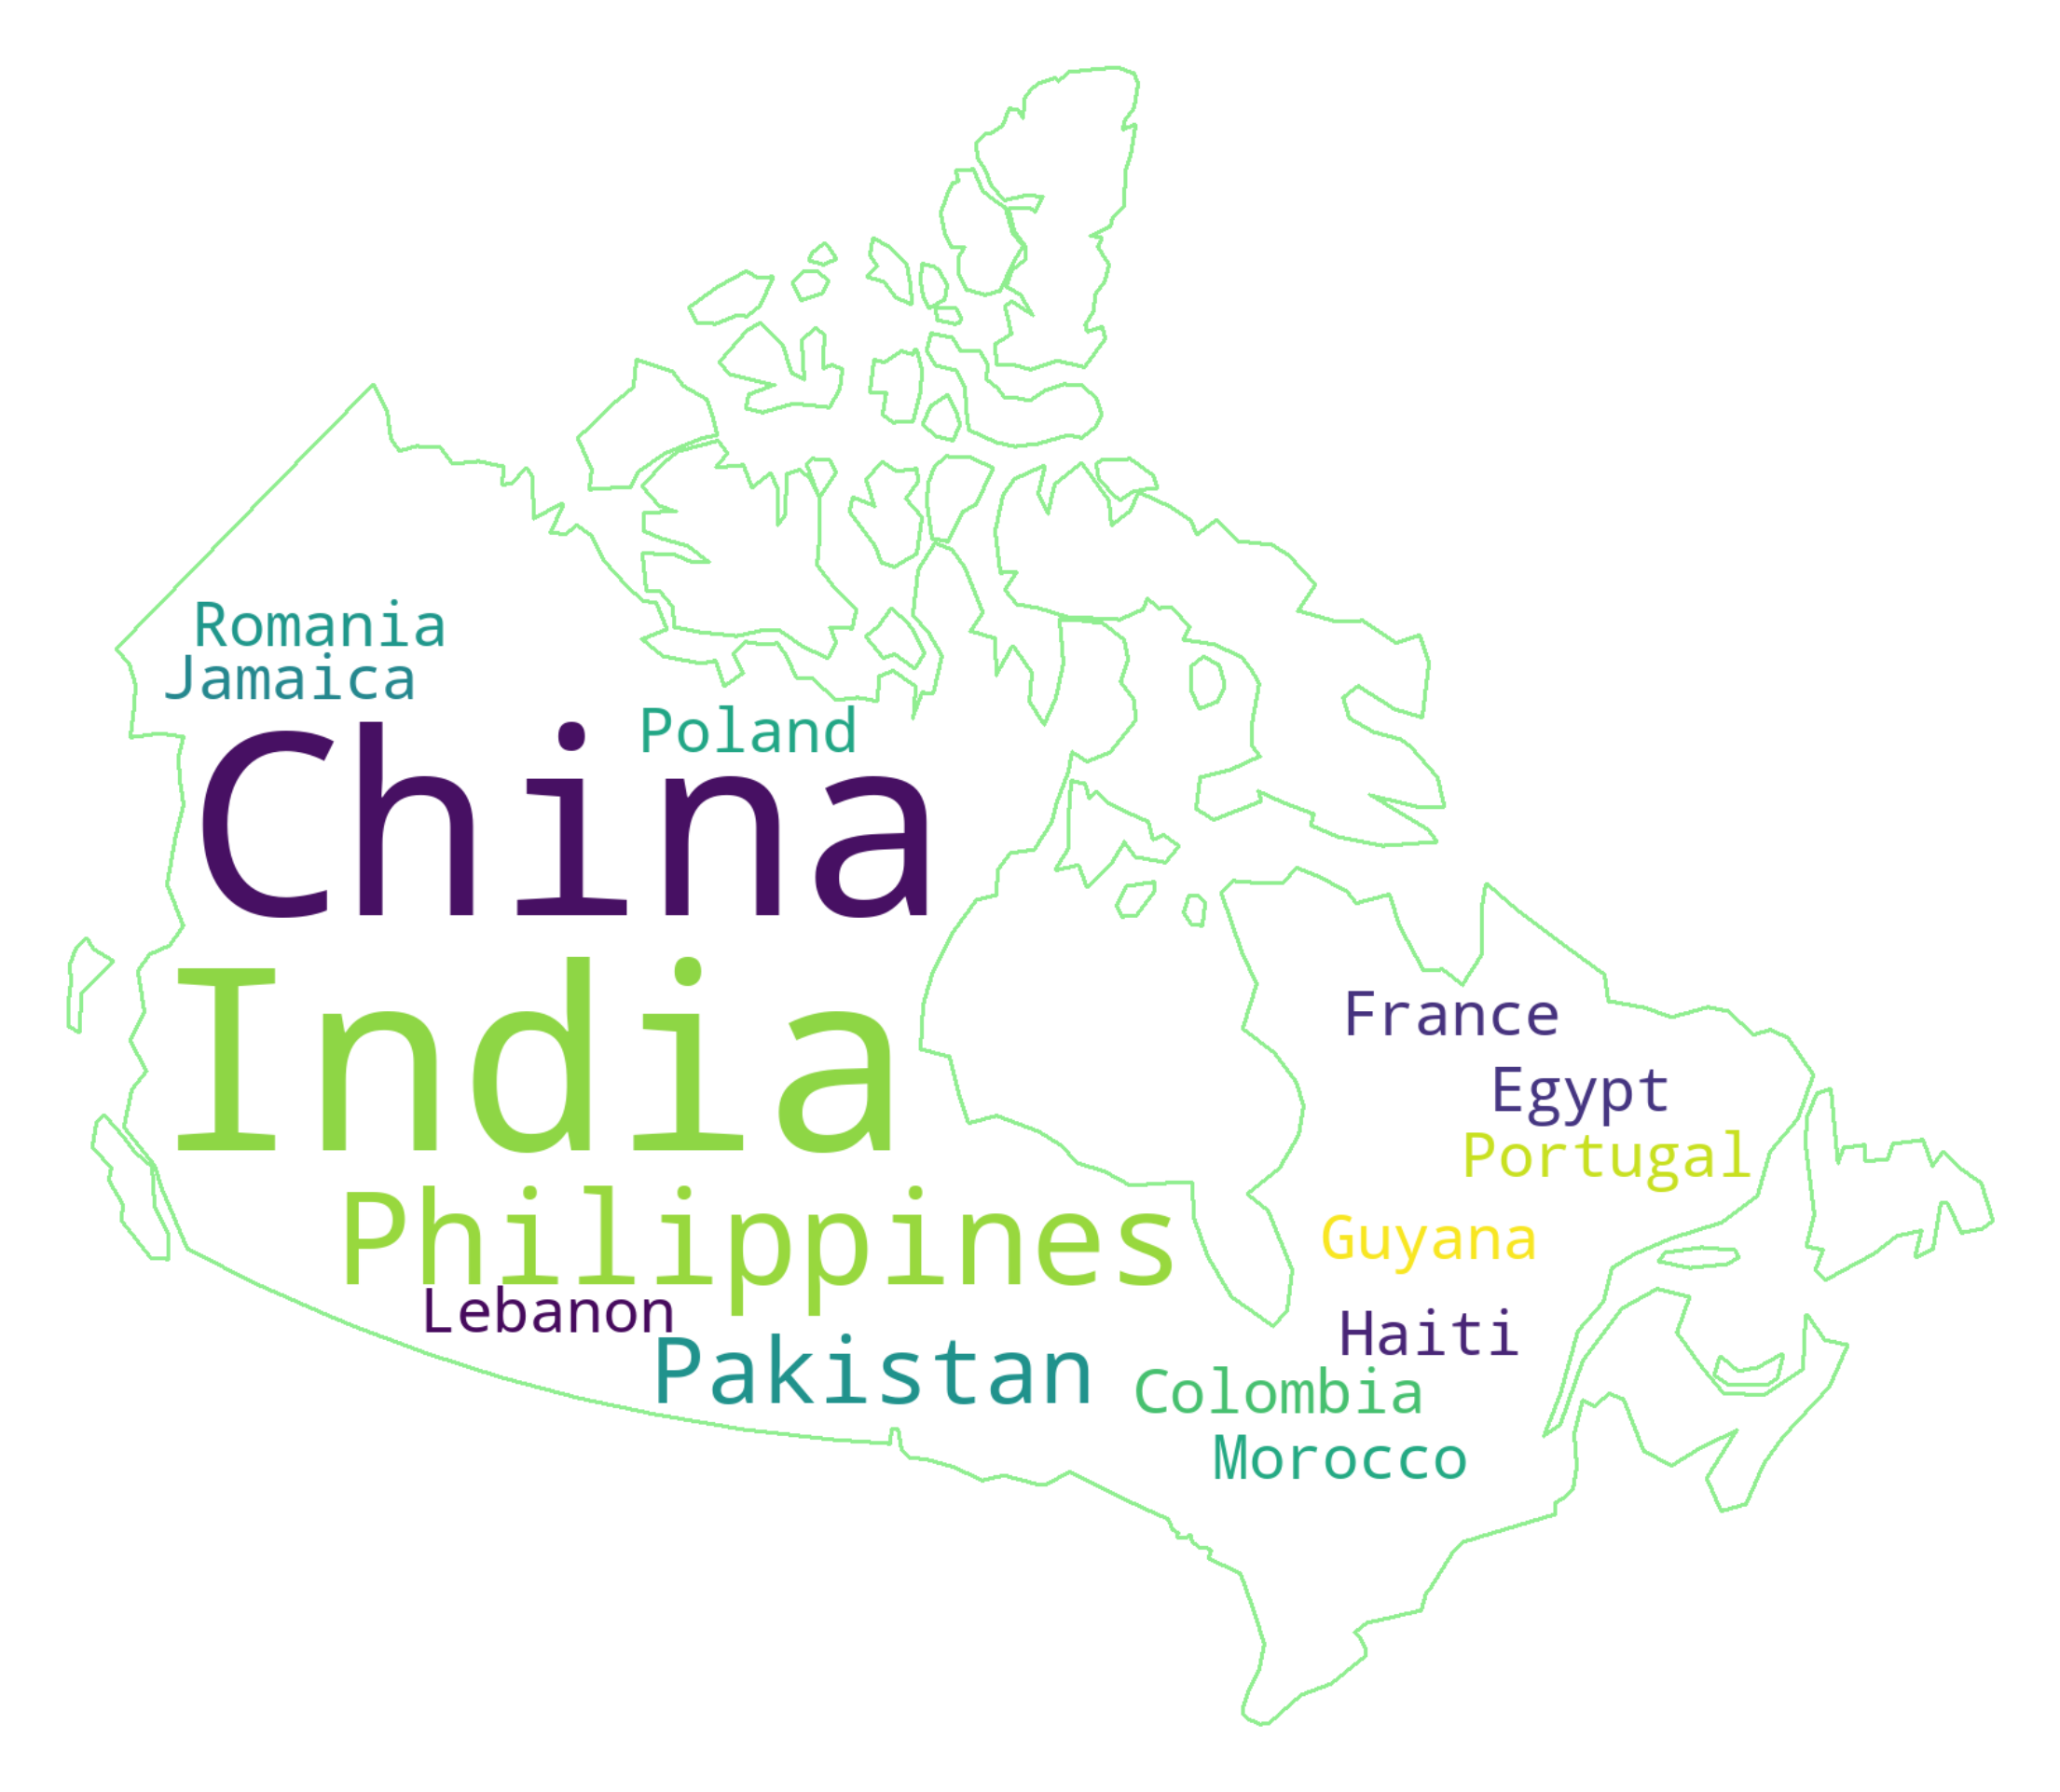 Romania
Jamaica
Poland
China
India
France
Egypt
Portugal
Philippines
Guyana
Lebanon
Haiti
Pakistan
Colombia
Morocco